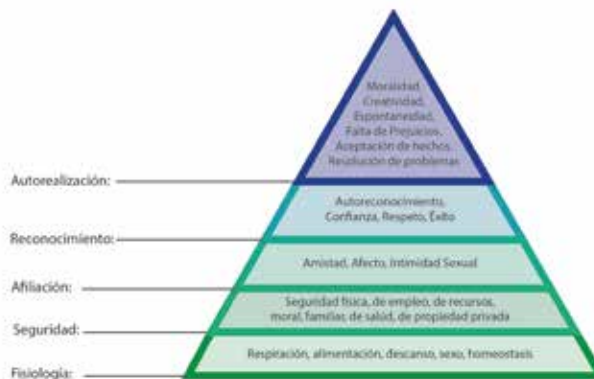 Moralidad,
Creatividad,
Espontaneidad,
Falta de Prejuicios,
Aceptación de hechos,
Resolución de problemas
Autorealización:
Autoreconocimiento,
Confianza, Respeto, Éxito
Reconocimiento:
Amistad, Afecto, Intimidad Sexual
Afiliación:
Seguridad física, de empleo, de recursos,
moral, familiar, de salud, de propiedad privada
Seguridad:
Respiración, alimentación, descanso, sexo, homeostasis
Fisiología: